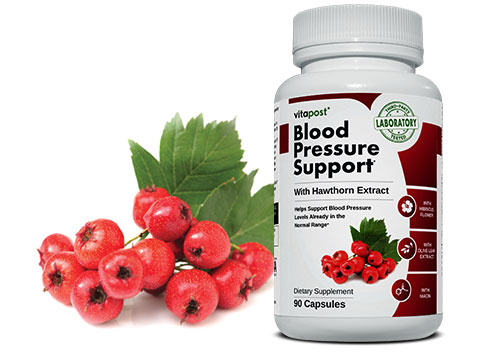 vitapost®
Blood
Pressure
Support*
With Hawthorn Extract
Helps Support Blood Pressure
Levels Already in the
Normal Range*
Dietary Supplement
90 Capsules
THIRD-PARTY
LABORATORY
TESTED
WITH
HIBISCUS
FLOWER
WITH
OLIVE LEAF
EXTRACT
WITH
NIACIN